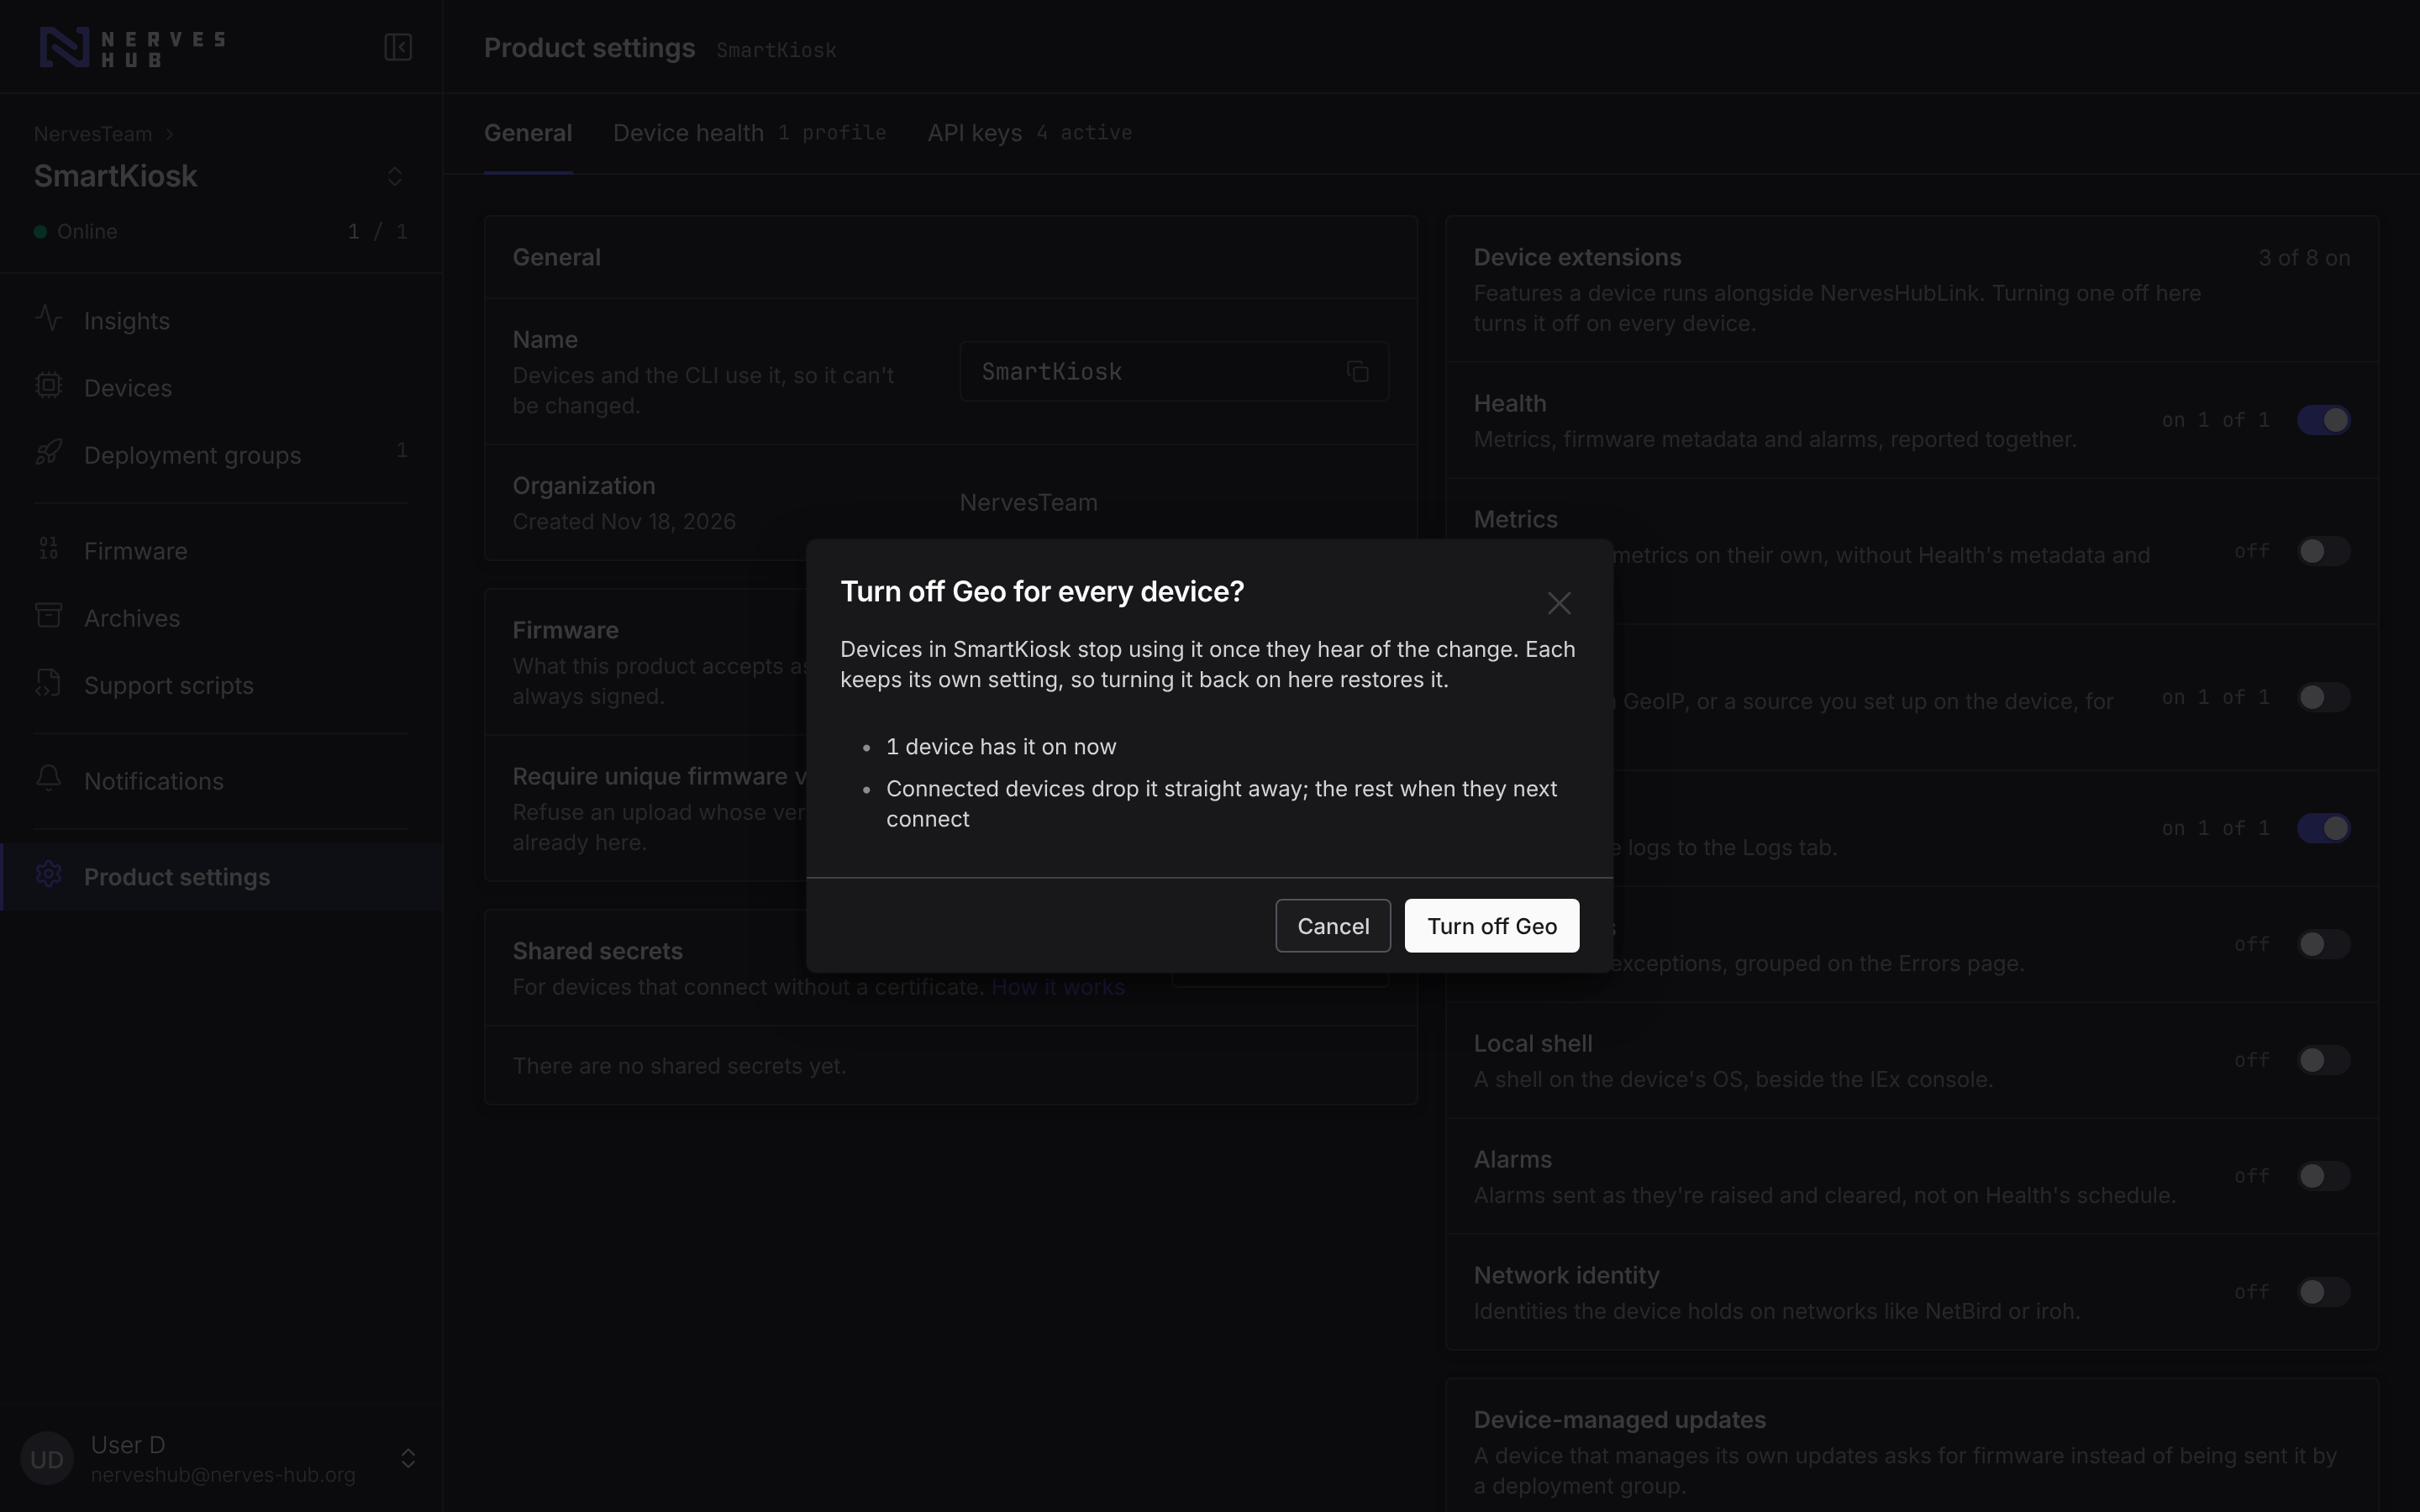 NERVES
HUB
NervesTeam
SmartKiosk
Online
1 / 1
Insights
Devices
Deployment groups
1
Firmware
Archives
Support scripts
Notifications
Product settings
UD
User D
nerveshub@nerves-hub.org
Product settings SmartKiosk
General
Device health 1 profile
API keys 4 active
General
Name
Devices and the CLI use it, so it can't
be changed.
SmartKiosk
Organization
Created Nov 18, 2026
NervesTeam
Firmware
What this product accepts as
always signed.
Require unique firmware v
Refuse an upload whose ver
already here.
Shared secrets
For devices that connect without a certificate. How it works
There are no shared secrets yet.
Turn off Geo for every device?
Devices in SmartKiosk stop using it once they hear of the change. Each
keeps its own setting, so turning it back on here restores it.
• 1 device has it on now
• Connected devices drop it straight away; the rest when they next
connect
Cancel
Turn off Geo
Device extensions
3 of 8 on
Features a device runs alongside NervesHubLink. Turning one off here
turns it off on every device.
Health
Metrics, firmware metadata and alarms, reported together.
on 1 of 1
Metrics
metrics on their own, without Health's metadata and
off
GeoIP, or a source you set up on the device, for
on 1 of 1
logs to the Logs tab.
on 1 of 1
exceptions, grouped on the Errors page.
off
Local shell
A shell on the device's OS, beside the IEx console.
off
Alarms
Alarms sent as they're raised and cleared, not on Health's schedule.
off
Network identity
Identities the device holds on networks like NetBird or iroh.
off
Device-managed updates
A device that manages its own updates asks for firmware instead of being sent it by
a deployment group.